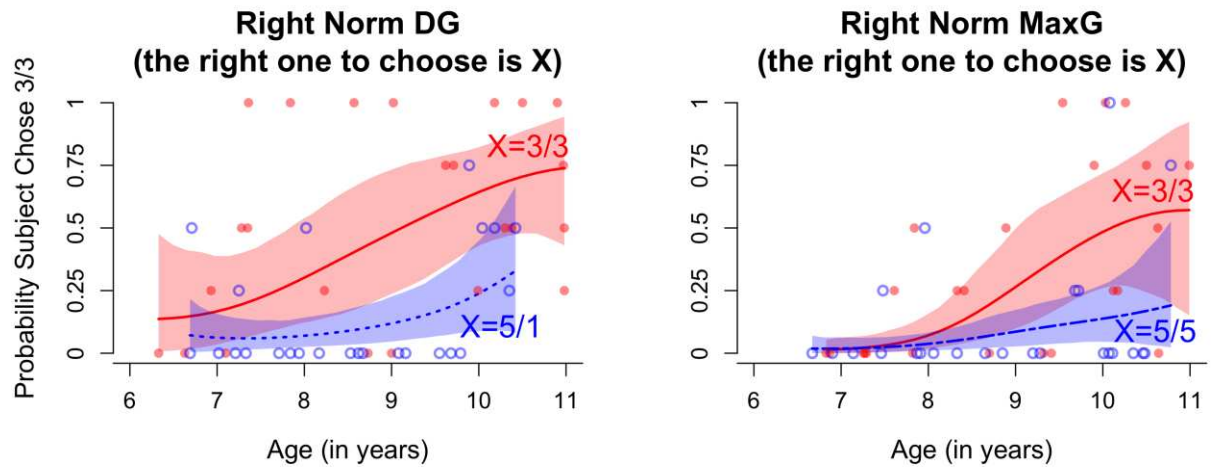 Right Norm DG
(the right one to choose is X)
Right Norm MaxG
(the right one to choose is X)
Probability Subject Chose 3/3
1
0.75
0.5
0.25
0
X=3/3
X=5/1
6 7 8 9 10 11
Age (in years)
1
0.75
0.5
0.25
0
X=3/3
X=5/5
6 7 8 9 10 11
Age (in years)